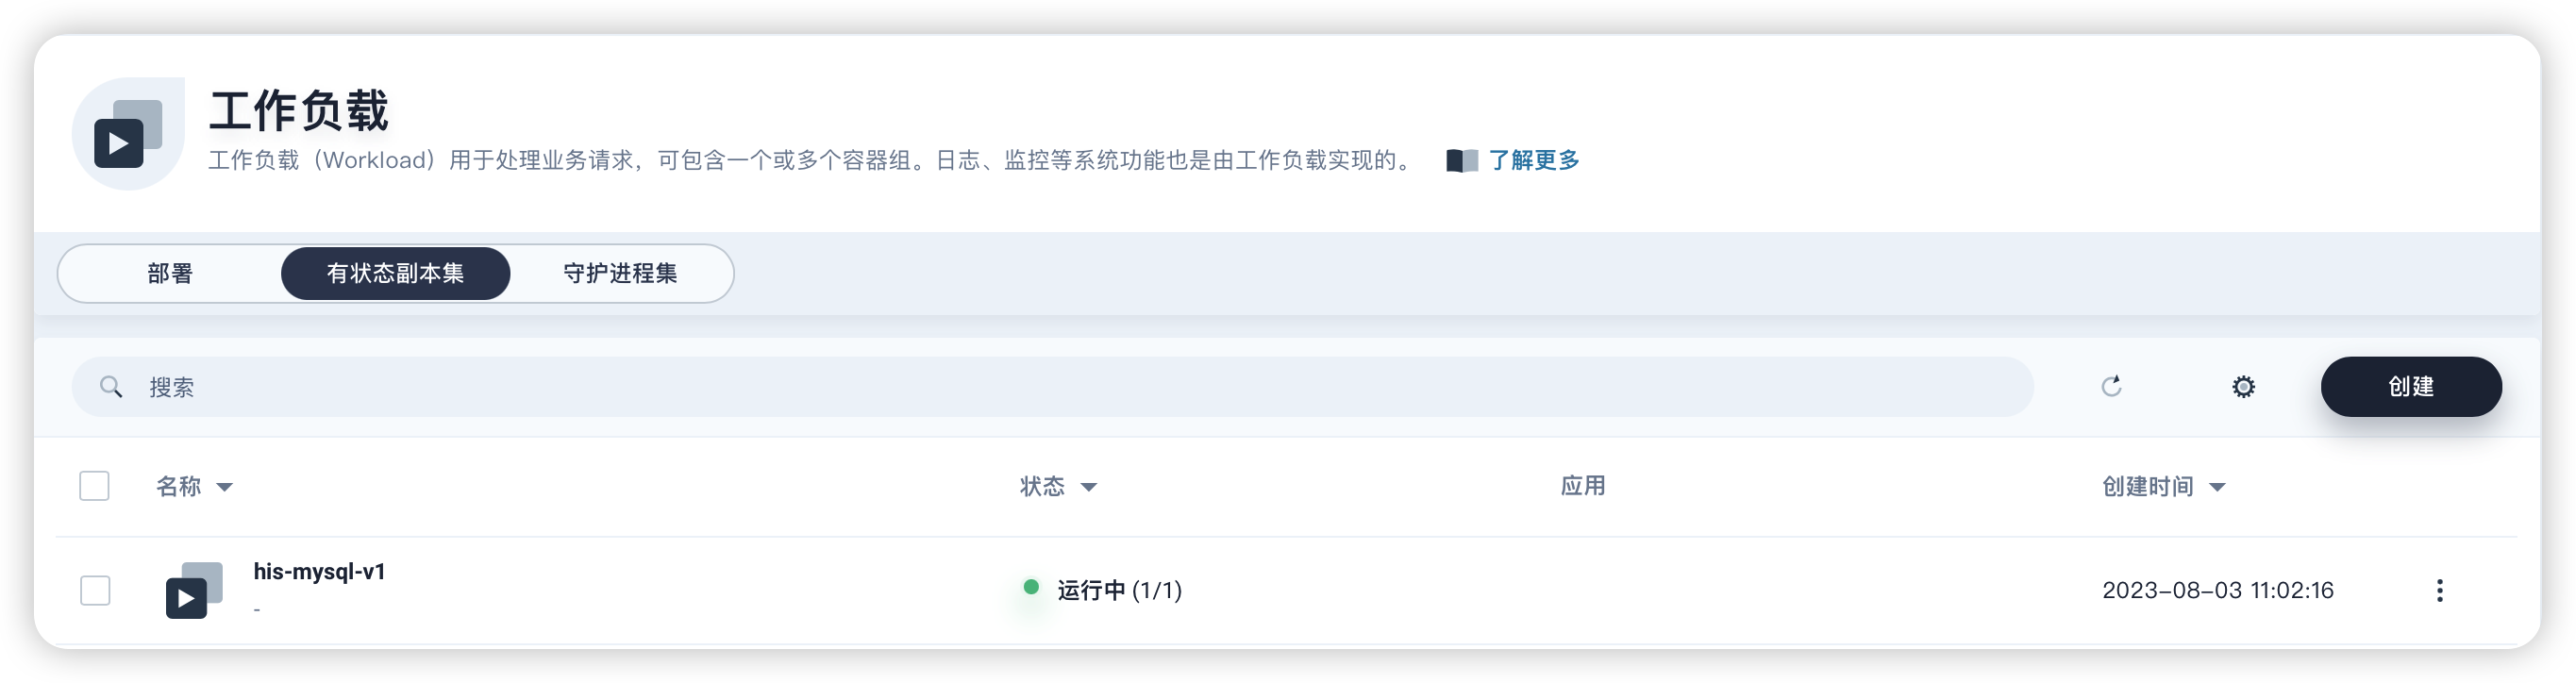 工作负载
工作负载（Workload）用于处理业务请求，可包含一个或多个容器组。日志、监控等系统功能也是由工作负载实现的。 了解更多
部署 有状态副本集 守护进程集
搜索 创建
名称 状态 应用 创建时间
his-mysql-v1
-
运行中 (1/1) 2023-08-03 11:02:16